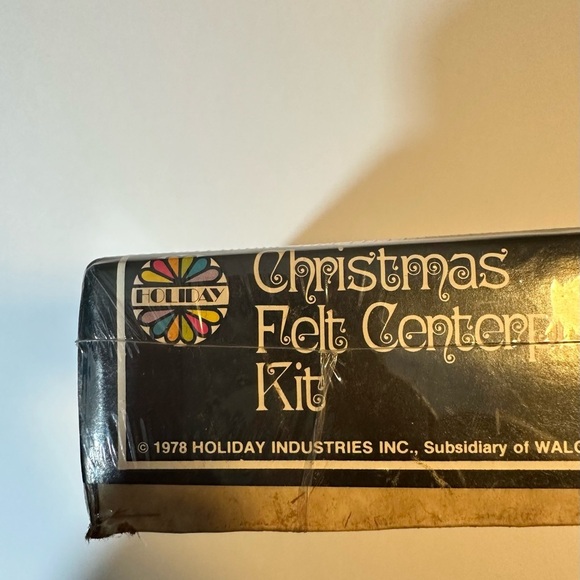 HOLIDAY
Christmas
Felt Centerp
Kit
© 1978 HOLIDAY INDUSTRIES INC., Subsidiary of WALC